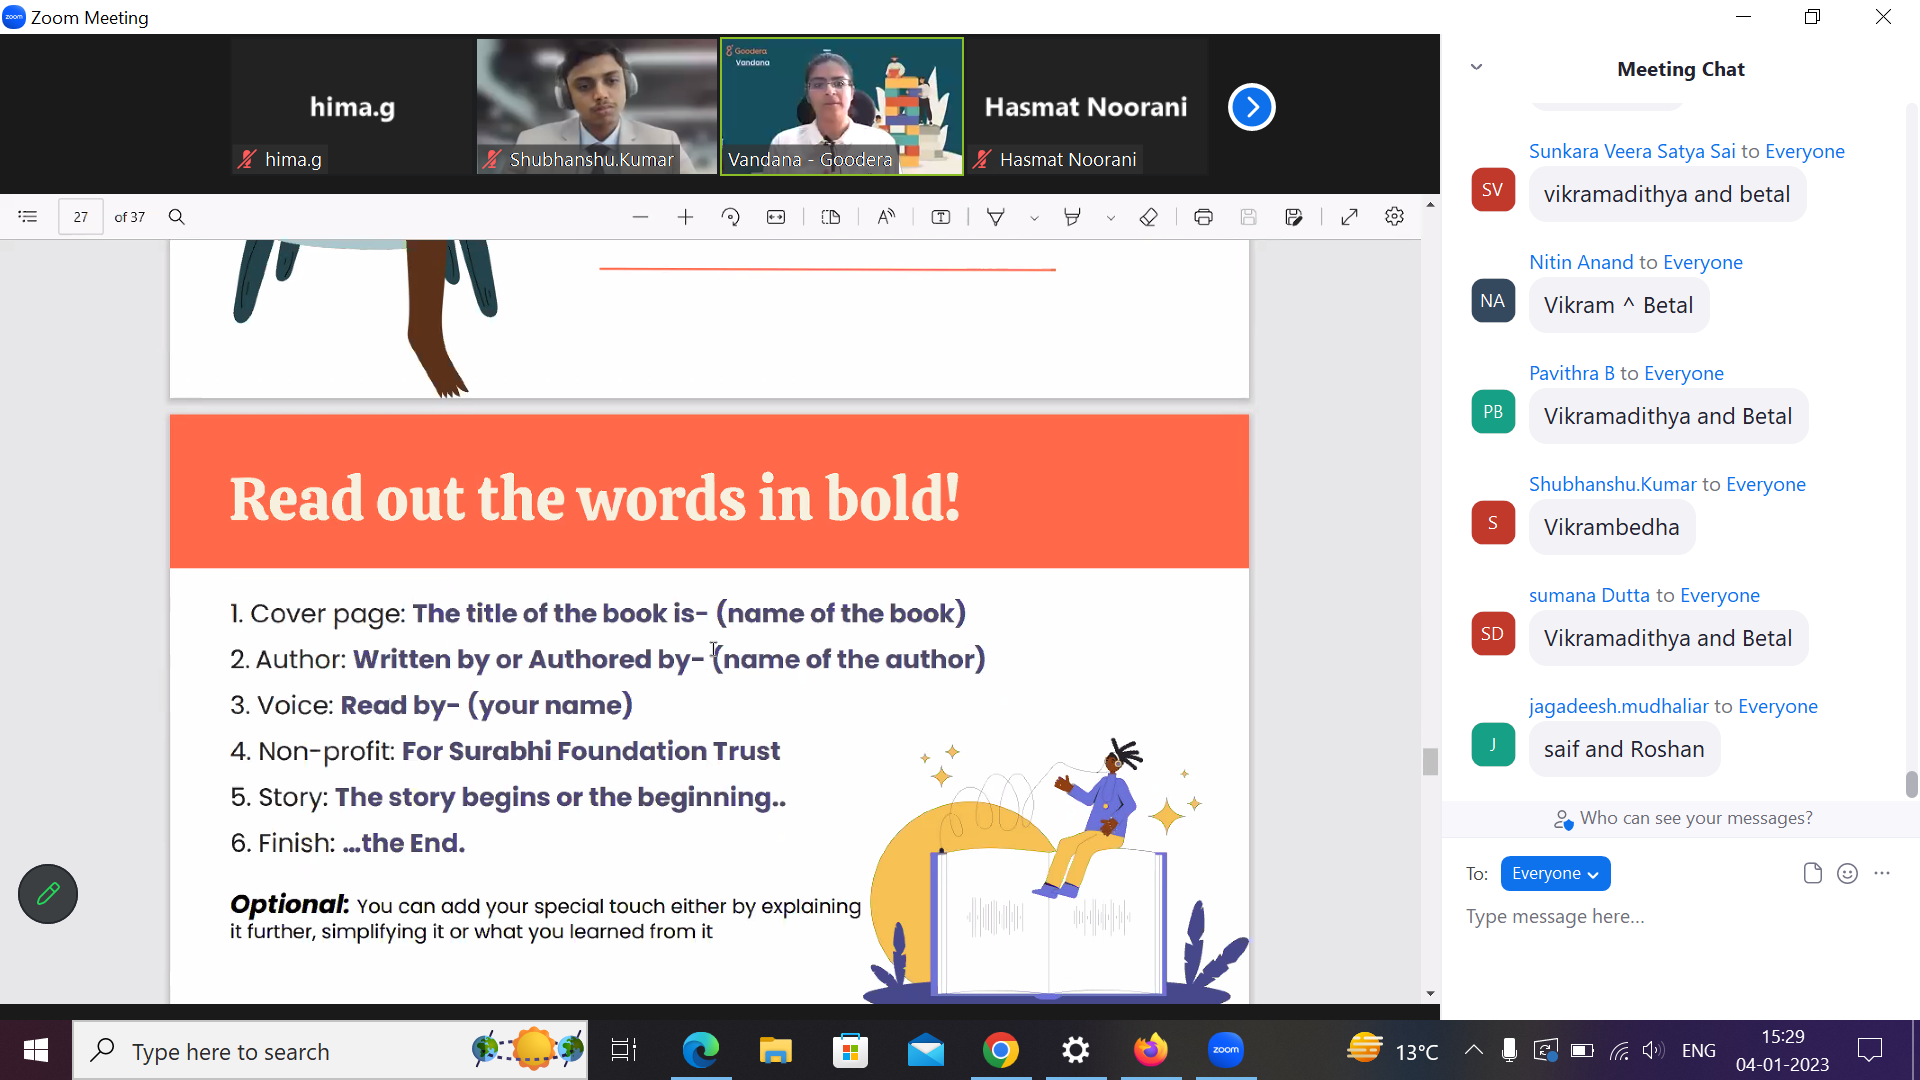 zoom Zoom Meeting
hima.g
hima.g
Shubhanshu.Kumar
Goodera
Vandana
Vandana - Goodera
Hasmat Noorani
Hasmat Noorani
27 of 37
Read out the words in bold!
1. Cover page: The title of the book is- (name of the book)
2. Author: Written by or Authored by- (name of the author)
3. Voice: Read by- (your name)
4. Non-profit: For Surabhi Foundation Trust
5. Story: The story begins or the beginning..
6. Finish: ...the End.
Optional: You can add your special touch either by explaining
it further, simplifying it or what you learned from it
Meeting Chat
Sunkara Veera Satya Sai to Everyone
SV vikramadithya and betal
Nitin Anand to Everyone
NA Vikram ^ Betal
Pavithra B to Everyone
PB Vikramadithya and Betal
Shubhanshu.Kumar to Everyone
S Vikrambedha
sumana Dutta to Everyone
SD Vikramadithya and Betal
jagadeesh.mudhaliar to Everyone
J saif and Roshan
Who can see your messages?
To: Everyone
Type message here...
Type here to search
zoom
13°C
ENG
15:29
04-01-2023